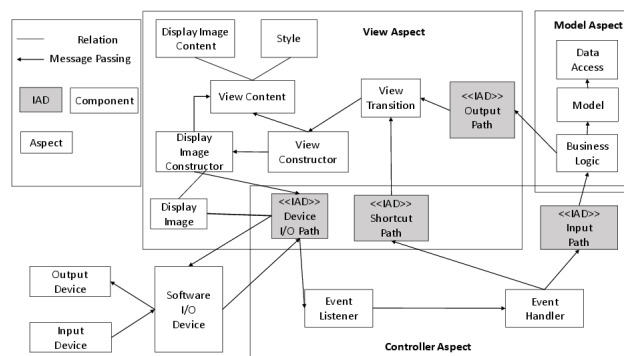 Relation
Message Passing
IAD
Component
Aspect
Display Image
Content
Style
View Aspect
View Content
View
Transition
<<IAD>>
Output
Path
Display
Image
Constructor
View
Constructor
Display
Image
<<IAD>>
Device
I/O Path
<<IAD>>
Shortcut
Path
Model Aspect
Data
Access
Model
Business
Logic
<<IAD>>
Input
Path
Output
Device
Input
Device
Software
I/O
Device
Event
Listener
Event
Handler
Controller Aspect